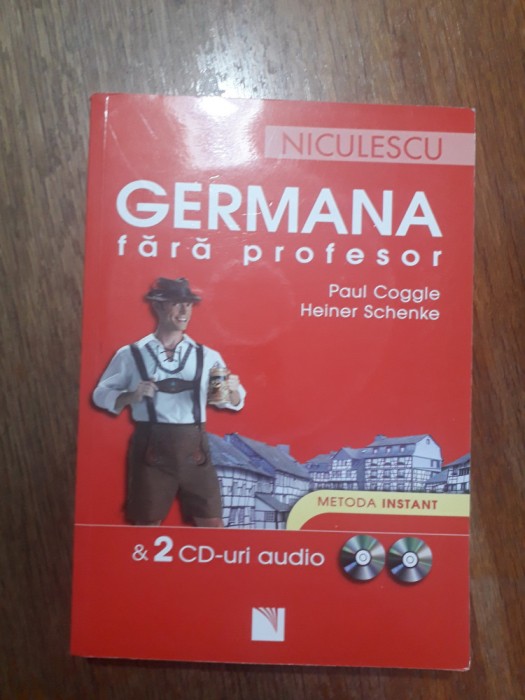 NICULESCU
GERMANA
fără profesor
Paul Coggle
Heiner Schenke
METODA INSTANT
& 2 CD-uri audio